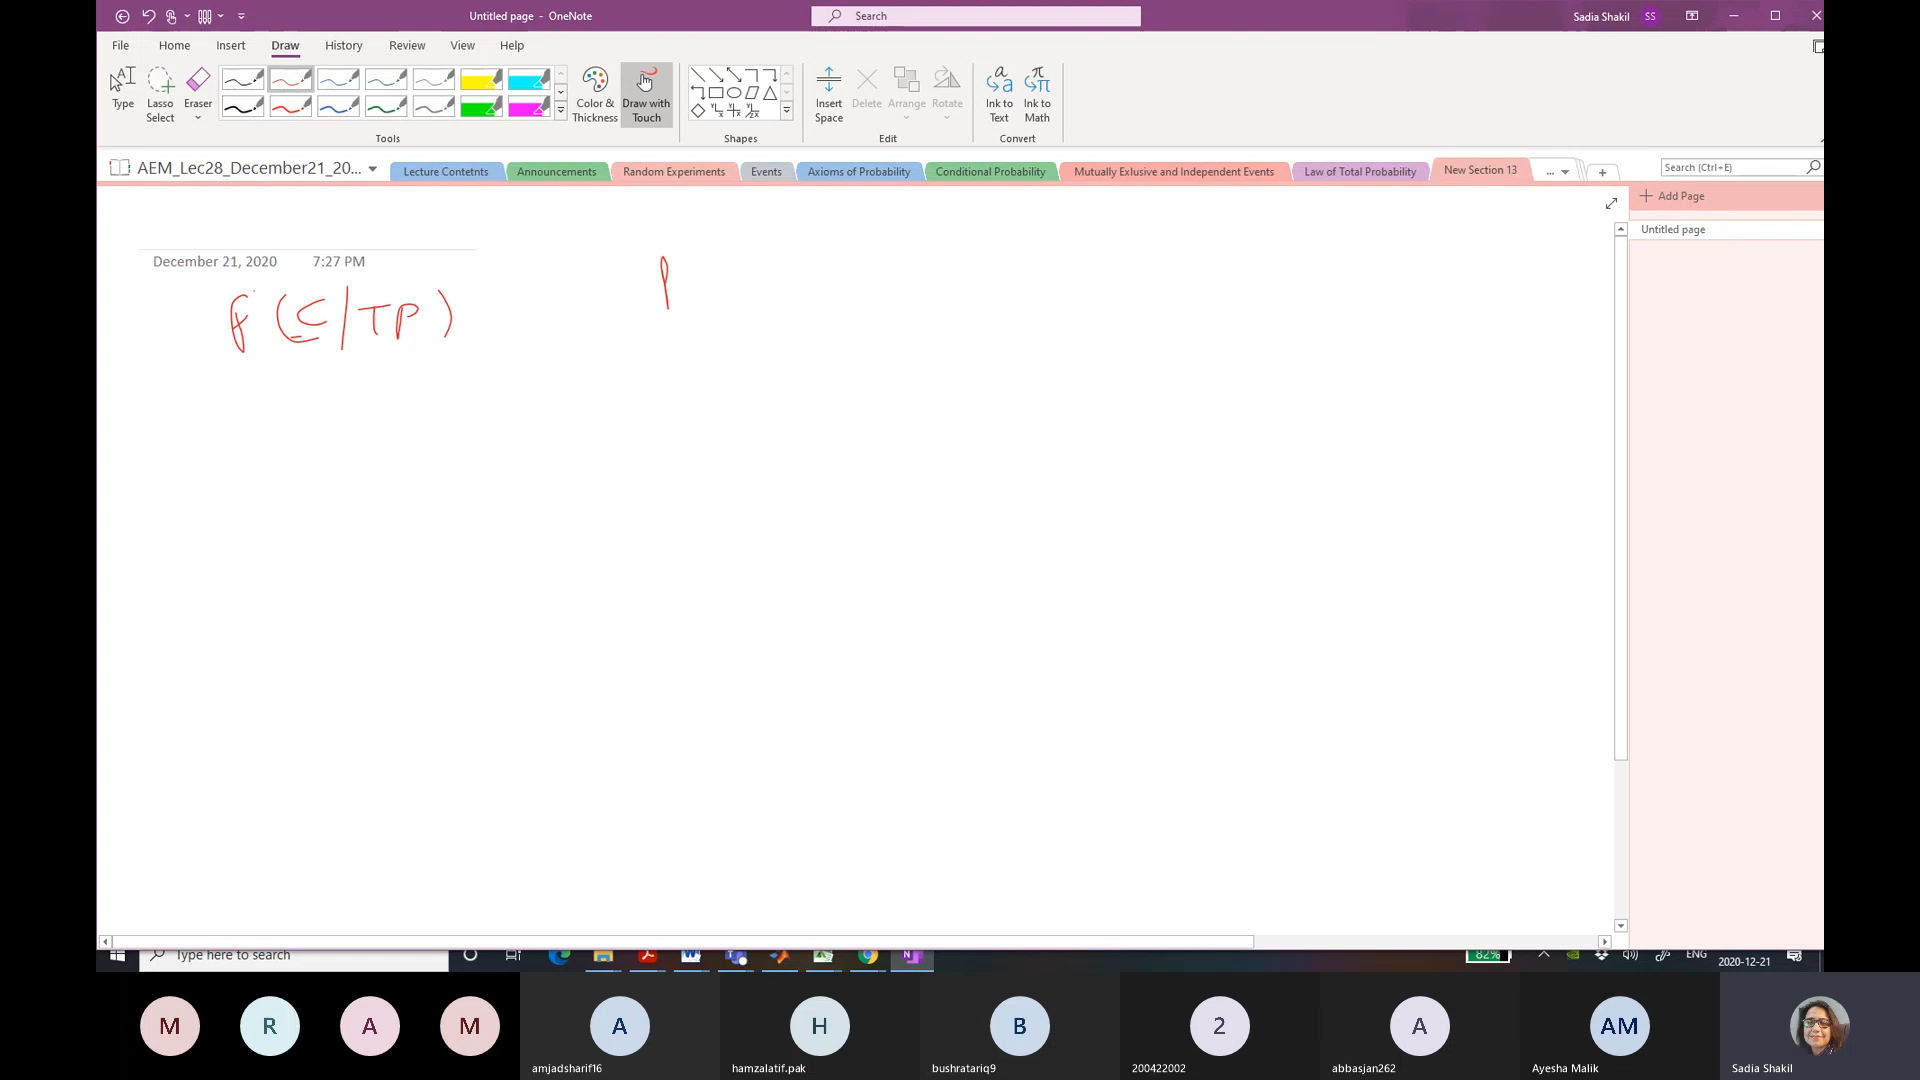 Untitled page - OneNote
Search
Sadia Shakil SS
File Home Insert Draw History Review View Help
Type
Lasso Select
Eraser
Color & Thickness
Draw with Touch
Insert Space
Delete
Arrange
Rotate
a
Ink to Text
π
Ink to Math
Tools
Shapes
Edit
Convert
AEM_Lec28_December21_20...
Lecture Contetnts
Announcements
Random Experiments
Events
Axioms of Probability
Conditional Probability
Mutually Exlusive and Independent Events
Law of Total Probability
New Section 13
...
Search (Ctrl+E)
Add Page
Untitled page
December 21, 2020 7:27 PM
(C/TP)
Type here to search
82%
ENG
2020-12-21
M R A M A H B 2 A AM
amjadsharif16 hamzalatif.pak bushratariq9 200422002 abbasjan262 Ayesha Malik Sadia Shakil